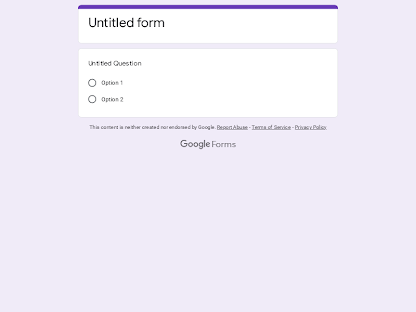 Untitled form
Untitled Question
Option 1
Option 2
This content is neither created nor endorsed by Google. Report Abuse - Terms of Service - Privacy Policy
Google Forms